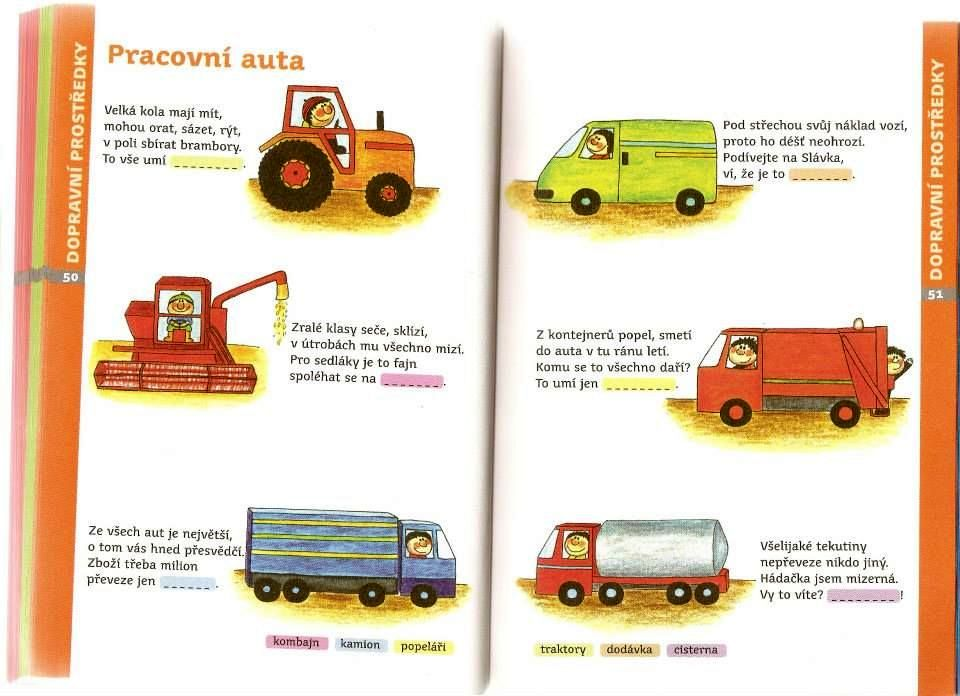 DOPRAVNÍ PROSTŘEDKY
50
Pracovní auta
Velká kola mají mít,
mohou orat, sázet, rýt,
v poli sbírat brambory.
To vše umí _ _ _ _ _ _ _ _ .
Zralé klasy seče, sklízí,
v útrobách mu všechno mizí.
Pro sedláky je to fajn
spoléhat se na _ _ _ _ _ _ _ .
Ze všech aut je největší,
o tom vás hned přesvědčí.
Zboží třeba milion
převeze jen _ _ _ _ _ _ .
kombajn kamion popeláři
Pod střechou svůj náklad vozí,
proto ho déšť neohrozí.
Podívejte na Slávka,
ví, že je to _ _ _ _ _ _ _ .
Z kontejnerů popel, smetí
do auta v tu ránu letí.
Komu se to všechno daří?
To umí jen _ _ _ _ _ _ _ _ .
Všelijaké tekutiny
nepřeveze nikdo jiný.
Hádačka jsem mizerná.
Vy to víte? _ _ _ _ _ _ _ _ !
traktory dodávka cisterna
DOPRAVNÍ PROSTŘEDKY
51